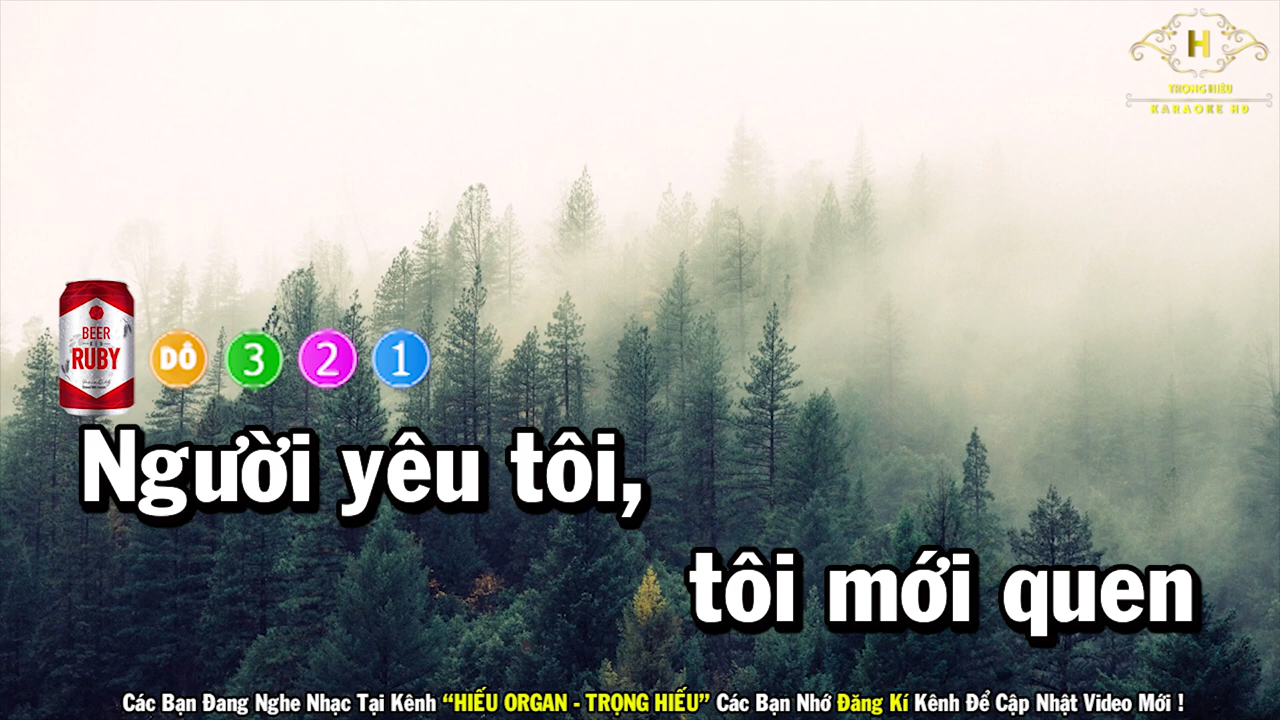 H
TRỌNG HIẾU
KARAOKE HD
BEER
RUBY
DÔ 3 2 1
Người yêu tôi,
tôi mới quen
Các Bạn Đang Nghe Nhạc Tại Kênh “HIẾU ORGAN - TRỌNG HIẾU” Các Bạn Nhớ Đăng Kí Kênh Để Cập Nhật Video Mới !